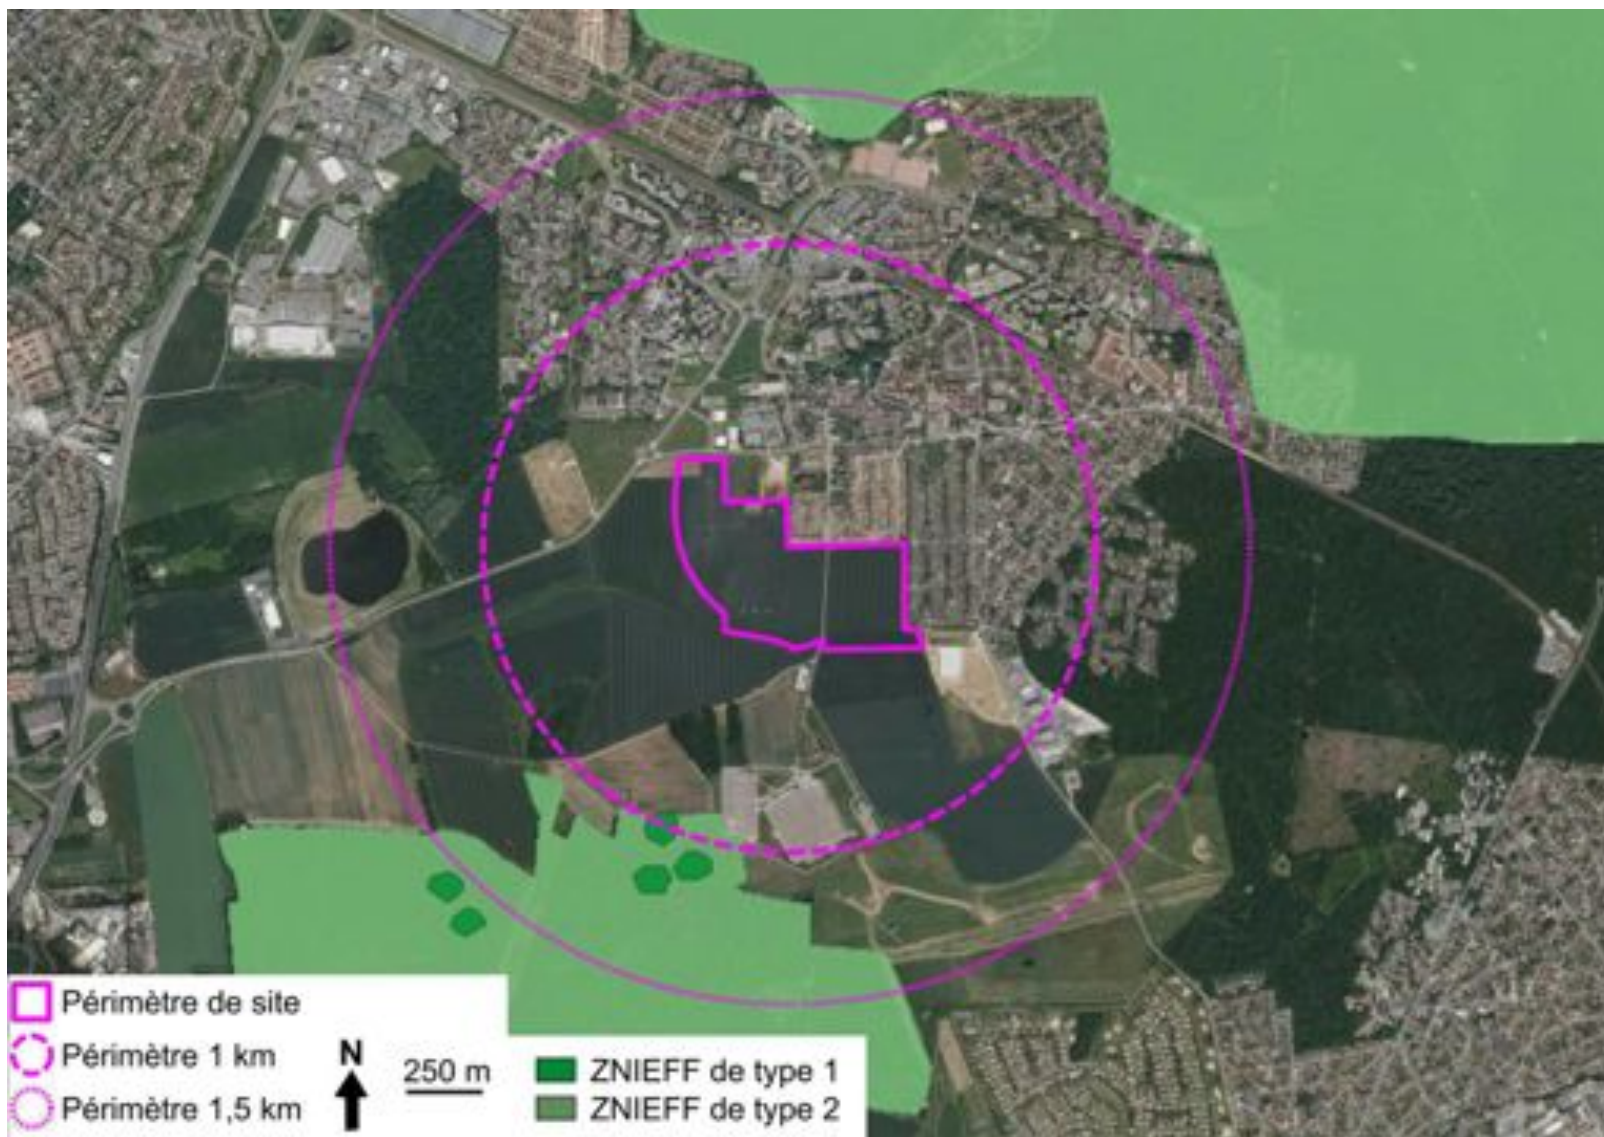 Périmètre de site
Périmètre 1 km
Périmètre 1,5 km
N
250 m
ZNIEFF de type 1
ZNIEFF de type 2